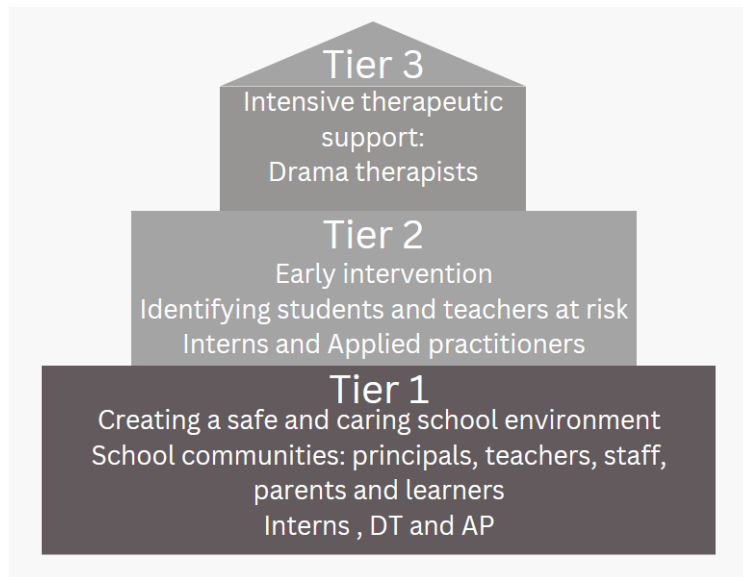 Tier 3
Intensive therapeutic
support:
Drama therapists
Tier 2
Early intervention
Identifying students and teachers at risk
Interns and Applied practitioners
Tier 1
Creating a safe and caring school environment
School communities: principals, teachers, staff,
parents and learners
Interns , DT and AP